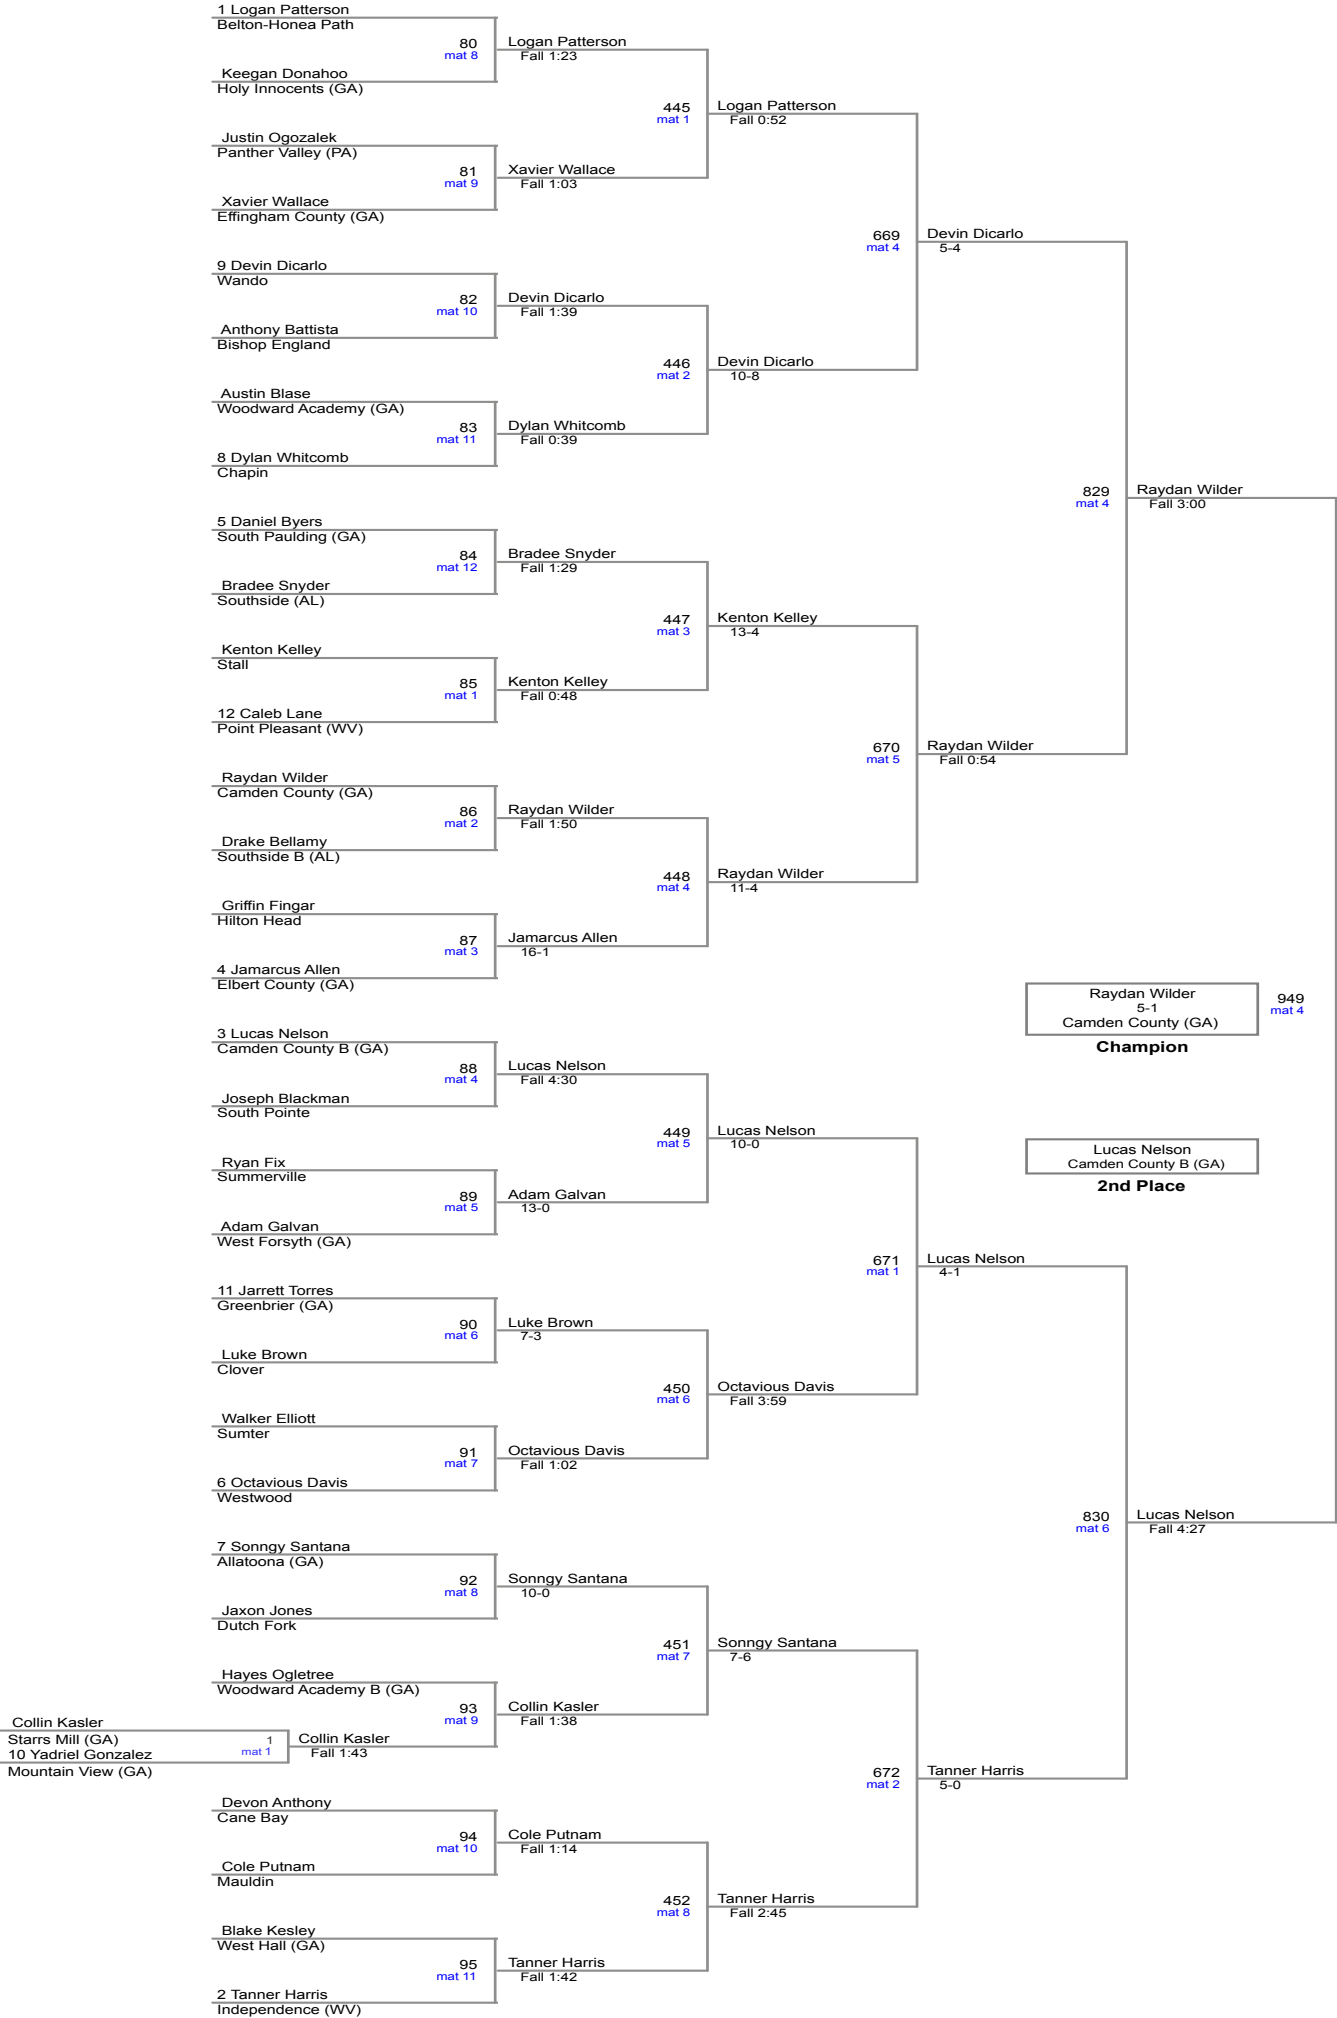 1 Logan Patterson
Belton-Honea Path
80
mat 8
Keegan Donahoo
Holy Innocents (GA)
Logan Patterson
Fall 1:23
445
mat 1
Logan Patterson
Fall 0:52
Justin Ogozalek
Panther Valley (PA)
81
mat 9
Xavier Wallace
Effingham County (GA)
Xavier Wallace
Fall 1:03
669
mat 4
Devin Dicarlo
5-4
9 Devin Dicarlo
Wando
82
mat 10
Anthony Battista
Bishop England
Devin Dicarlo
Fall 1:39
446
mat 2
Devin Dicarlo
10-8
Austin Blase
Woodward Academy (GA)
83
mat 11
8 Dylan Whitcomb
Chapin
Dylan Whitcomb
Fall 0:39
829
mat 4
Raydan Wilder
Fall 3:00
5 Daniel Byers
South Paulding (GA)
84
mat 12
Bradee Snyder
Southside (AL)
Bradee Snyder
Fall 1:29
447
mat 3
Kenton Kelley
13-4
Kenton Kelley
Stall
85
mat 1
12 Caleb Lane
Point Pleasant (WV)
Kenton Kelley
Fall 0:48
670
mat 5
Raydan Wilder
Fall 0:54
Raydan Wilder
Camden County (GA)
86
mat 2
Drake Bellamy
Southside B (AL)
Raydan Wilder
Fall 1:50
448
mat 4
Raydan Wilder
11-4
Griffin Fingar
Hilton Head
87
mat 3
4 Jamarcus Allen
Elbert County (GA)
Jamarcus Allen
16-1
Raydan Wilder
5-1
Camden County (GA)
949
mat 4
Champion
3 Lucas Nelson
Camden County B (GA)
88
mat 4
Joseph Blackman
South Pointe
Lucas Nelson
Fall 4:30
449
mat 5
Lucas Nelson
10-0
Lucas Nelson
Camden County B (GA)
2nd Place
Ryan Fix
Summerville
89
mat 5
Adam Galvan
West Forsyth (GA)
Adam Galvan
13-0
671
mat 1
Lucas Nelson
4-1
11 Jarrett Torres
Greenbrier (GA)
90
mat 6
Luke Brown
Clover
Luke Brown
7-3
450
mat 6
Octavious Davis
Fall 3:59
Walker Elliott
Sumter
91
mat 7
6 Octavious Davis
Westwood
Octavious Davis
Fall 1:02
830
mat 6
Lucas Nelson
Fall 4:27
7 Sonngy Santana
Allatoona (GA)
92
mat 8
Jaxon Jones
Dutch Fork
Sonngy Santana
10-0
451
mat 7
Sonngy Santana
7-6
Hayes Ogletree
Woodward Academy B (GA)
93
mat 9
Collin Kasler
Fall 1:38
Collin Kasler
Starrs Mill (GA)
10 Yadriel Gonzalez
Mountain View (GA)
1
mat 1
Collin Kasler
Fall 1:43
672
mat 2
Tanner Harris
5-0
Devon Anthony
Cane Bay
94
mat 10
Cole Putnam
Mauldin
Cole Putnam
Fall 1:14
452
mat 8
Tanner Harris
Fall 2:45
Blake Kesley
West Hall (GA)
95
mat 11
2 Tanner Harris
Independence (WV)
Tanner Harris
Fall 1:42